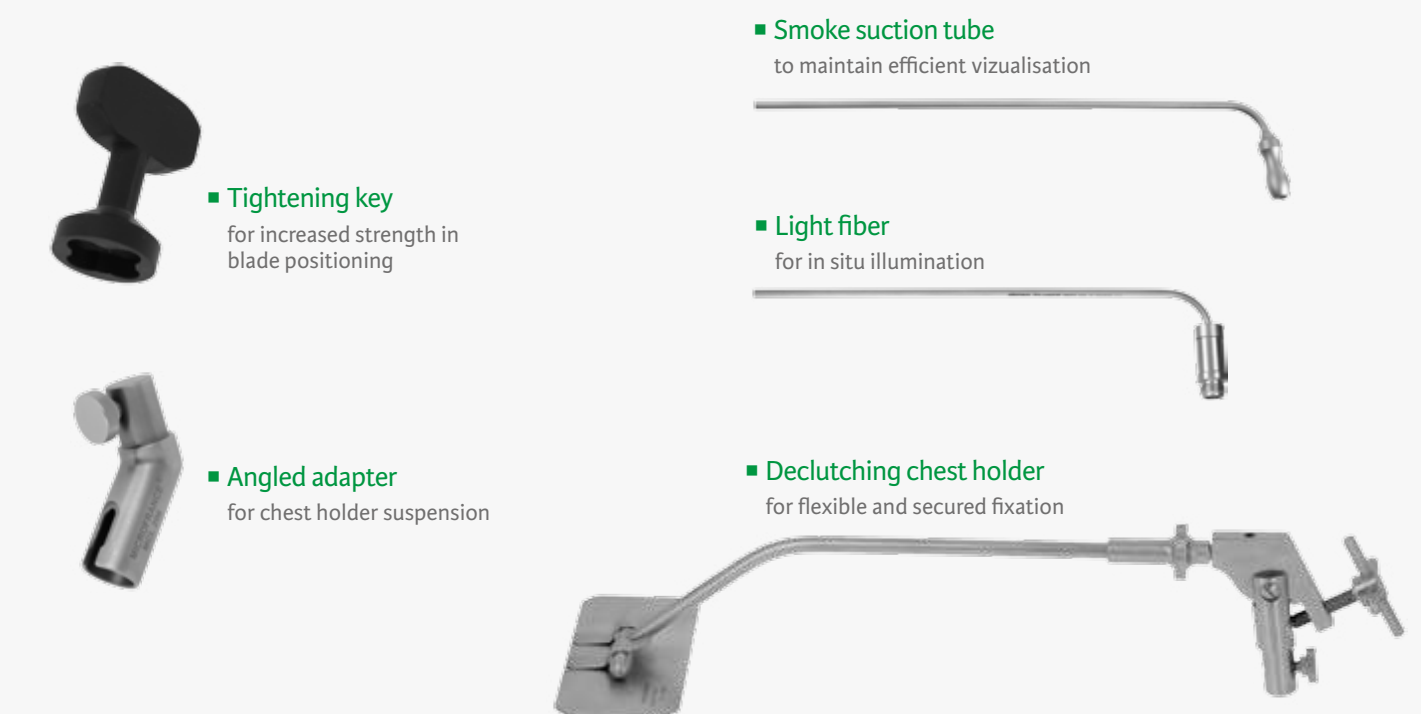 Smoke suction tube
to maintain efficient vizualisation
Tightening key
for increased strength in
blade positioning
Light fiber
for in situ illumination
Angled adapter
for chest holder suspension
Declutching chest holder
for flexible and secured fixation